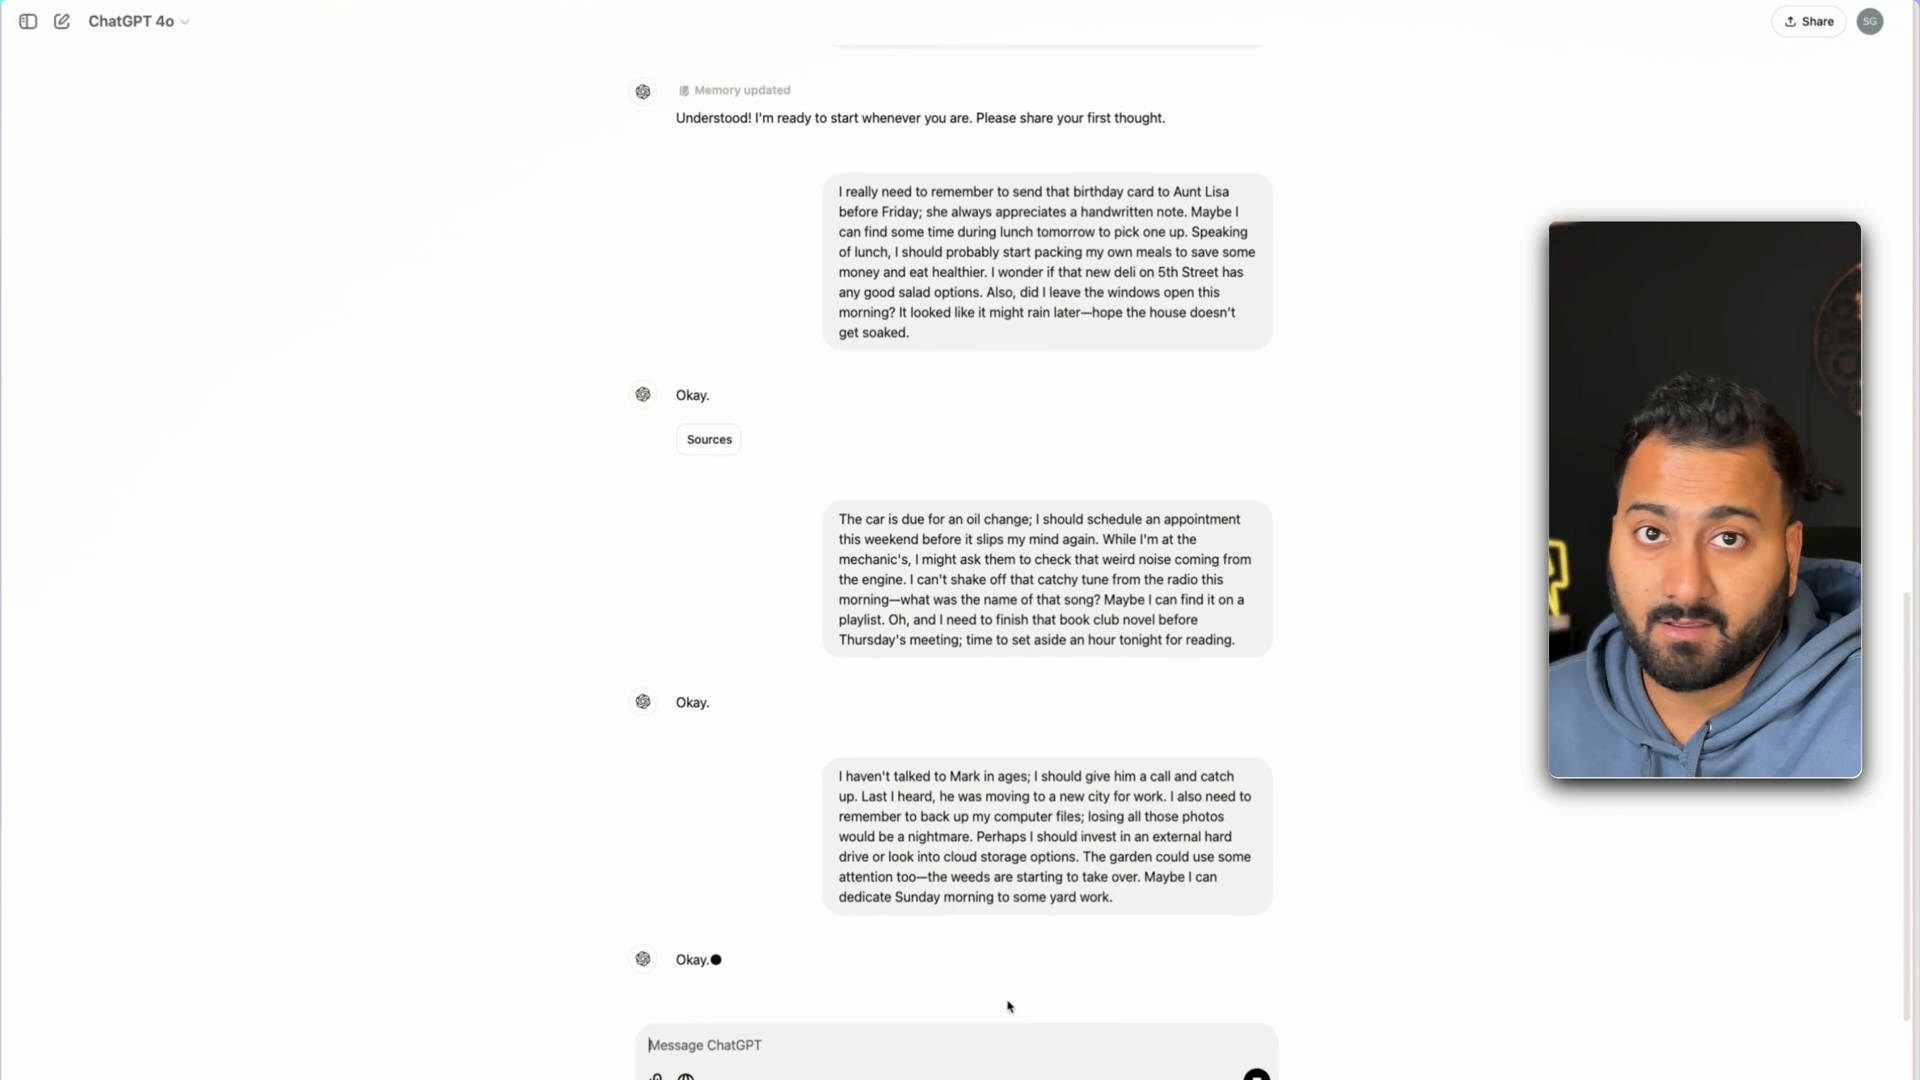 ChatGPT 4o
Share
SG
Memory updated
Understood! I'm ready to start whenever you are. Please share your first thought.
I really need to remember to send that birthday card to Aunt Lisa
before Friday; she always appreciates a handwritten note. Maybe I
can find some time during lunch tomorrow to pick one up. Speaking
of lunch, I should probably start packing my own meals to save some
money and eat healthier. I wonder if that new deli on 5th Street has
any good salad options. Also, did I leave the windows open this
morning? It looked like it might rain later—hope the house doesn't
get soaked.
Okay.
Sources
The car is due for an oil change; I should schedule an appointment
this weekend before it slips my mind again. While I'm at the
mechanic's, I might ask them to check that weird noise coming from
the engine. I can't shake off that catchy tune from the radio this
morning—what was the name of that song? Maybe I can find it on a
playlist. Oh, and I need to finish that book club novel before
Thursday's meeting; time to set aside an hour tonight for reading.
Okay.
I haven't talked to Mark in ages; I should give him a call and catch
up. Last I heard, he was moving to a new city for work. I also need to
remember to back up my computer files; losing all those photos
would be a nightmare. Perhaps I should invest in an external hard
drive or look into cloud storage options. The garden could use some
attention too—the weeds are starting to take over. Maybe I can
dedicate Sunday morning to some yard work.
Okay.
Message ChatGPT